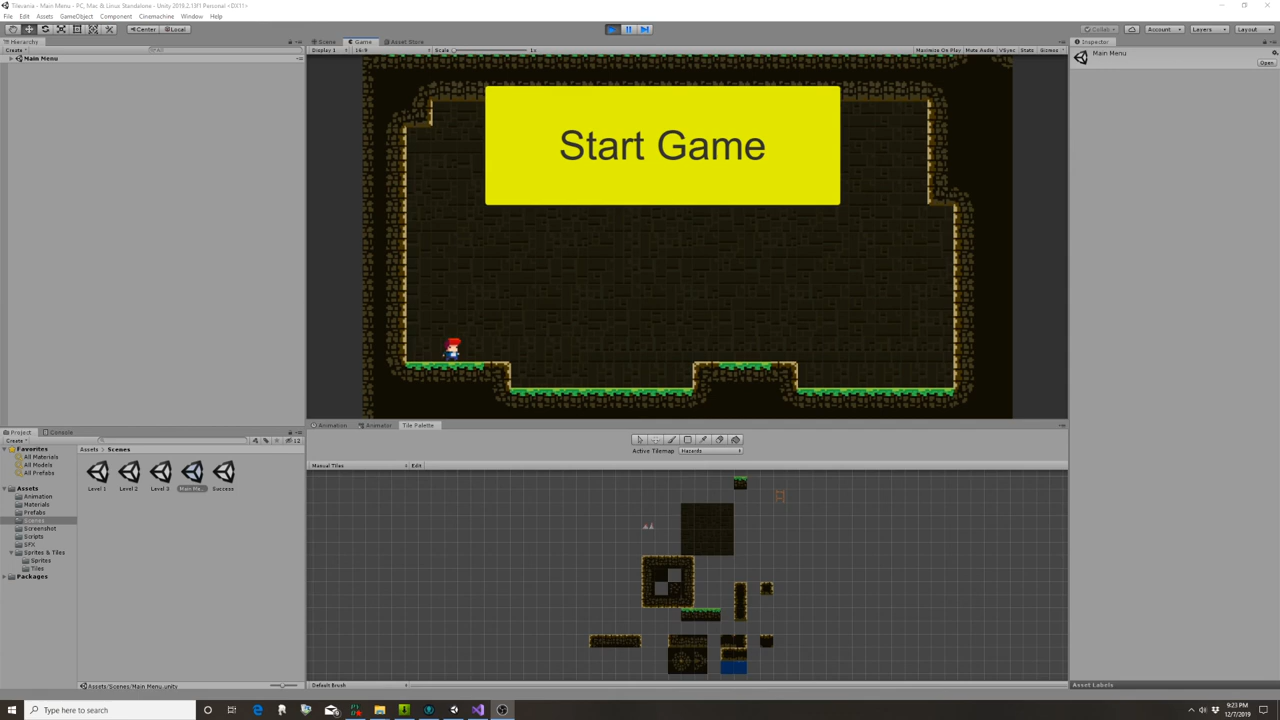 Tilevania - Main Menu - PC, Mac & Linux Standalone - Unity 2019.2.13f1 Personal <DX11>
File Edit Assets GameObject Component Cinemachine Window Help
Center Local
Collab Account Layers Layout
Hierarchy
Create
Main Menu
Scene Game Asset Store
Display 1 16:9 Scale 1x Maximize On Play Mute Audio VSync Stats Gizmos
Inspector
Main Menu
Open
Start Game
Project Console
Create
12
Favorites
All Materials
All Models
All Prefabs
Assets
Animation
Materials
Prefabs
Scenes
Screenshot
Scripts
SFX
Sprites & Tiles
Sprites
Tiles
Packages
Assets Scenes
Level 1 Level 2 Level 3 Main Me... Success
Assets/Scenes/Main Menu.unity
Animation Animator Tile Palette
Active Tilemap Hazards
Manual Tiles Edit
Default Brush
Asset Labels
Type here to search
9:23 PM
12/7/2019